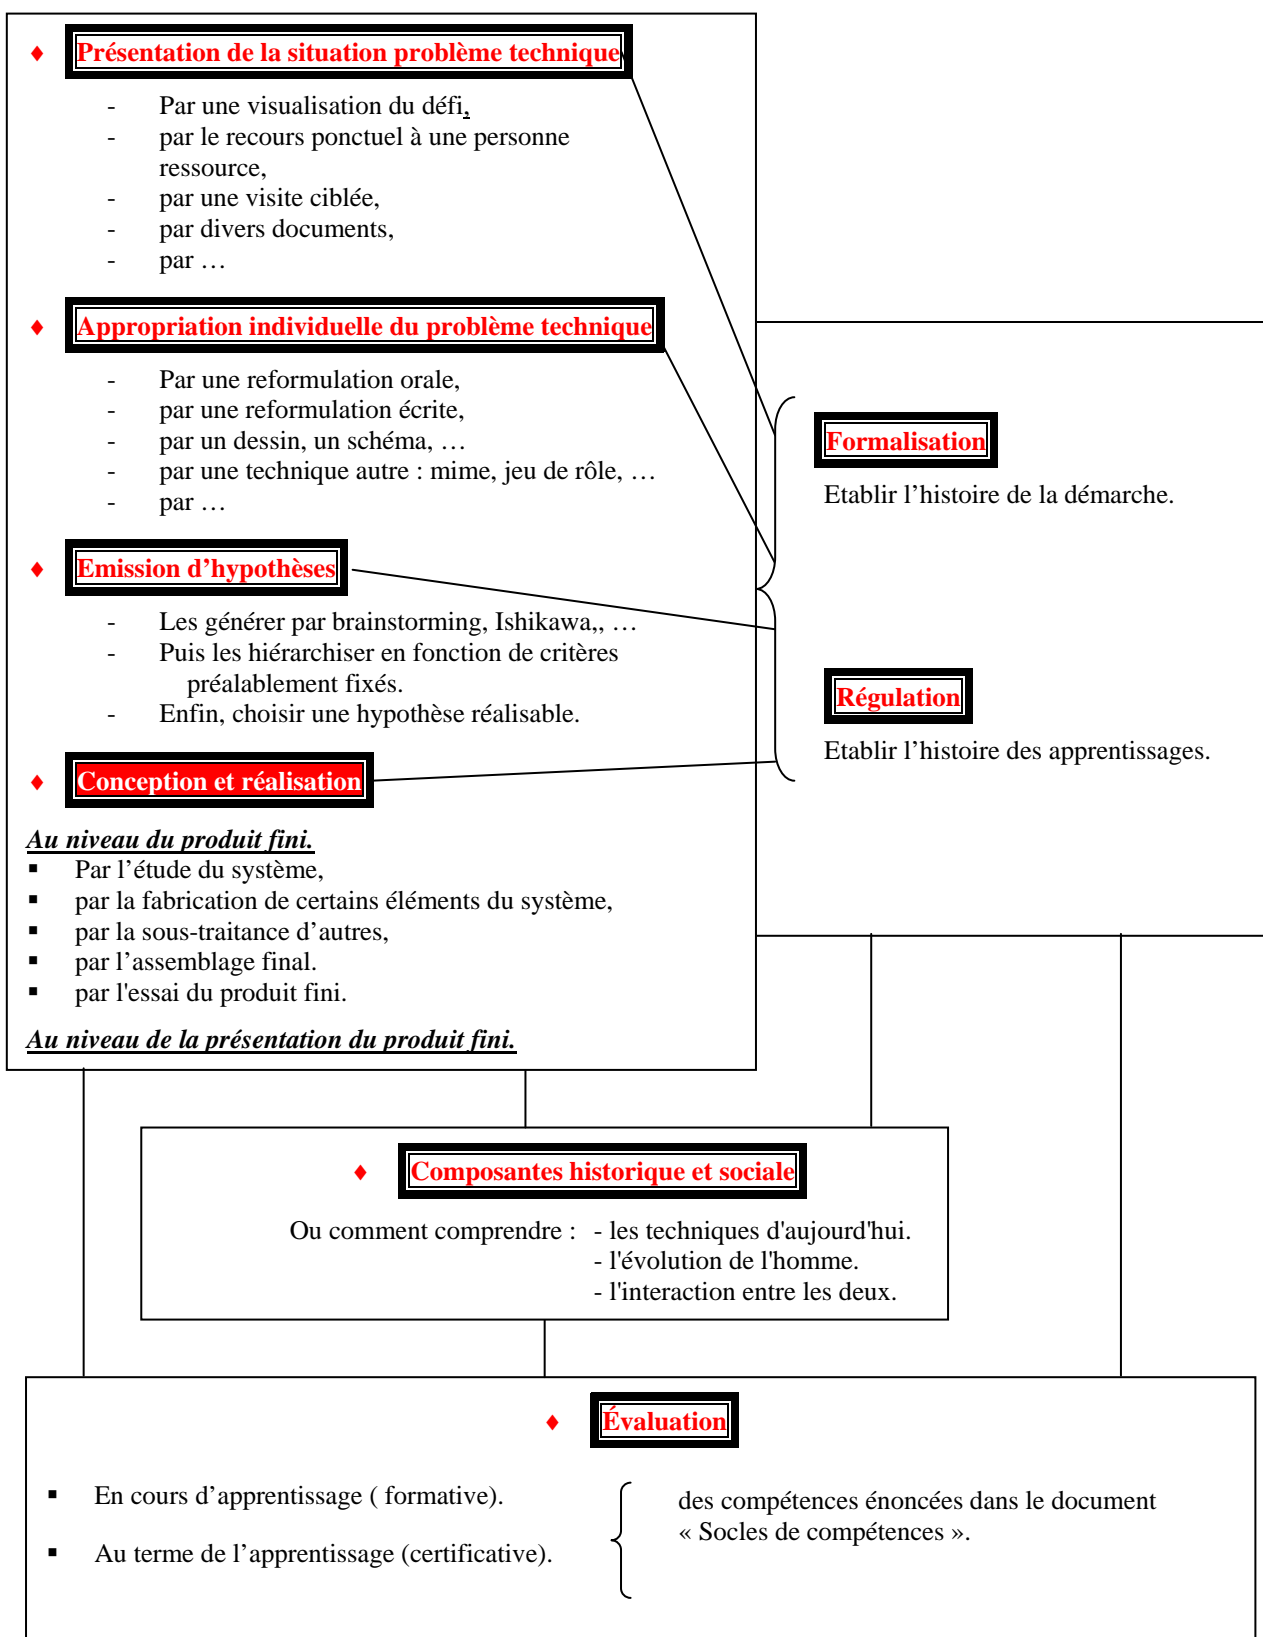 ♦ Présentation de la situation problème technique
- Par une visualisation du défi,
- par le recours ponctuel à une personne
ressource,
- par une visite ciblée,
- par divers documents,
- par …
♦ Appropriation individuelle du problème technique
- Par une reformulation orale,
- par une reformulation écrite,
- par un dessin, un schéma, …
- par une technique autre : mime, jeu de rôle, …
- par …
♦ Emission d’hypothèses
- Les générer par brainstorming, Ishikawa,, …
- Puis les hiérarchiser en fonction de critères
préalablement fixés.
- Enfin, choisir une hypothèse réalisable.
♦ Conception et réalisation
Au niveau du produit fini.
▪ Par l’étude du système,
▪ par la fabrication de certains éléments du système,
▪ par la sous-traitance d’autres,
▪ par l’assemblage final.
▪ par l'essai du produit fini.
Au niveau de la présentation du produit fini.
Formalisation
Etablir l’histoire de la démarche.
Régulation
Etablir l’histoire des apprentissages.
♦ Composantes historique et sociale
Ou comment comprendre : - les techniques d'aujourd'hui.
- l'évolution de l'homme.
- l'interaction entre les deux.
♦ Évaluation
▪ En cours d’apprentissage ( formative).
▪ Au terme de l’apprentissage (certificative).
des compétences énoncées dans le document
« Socles de compétences ».